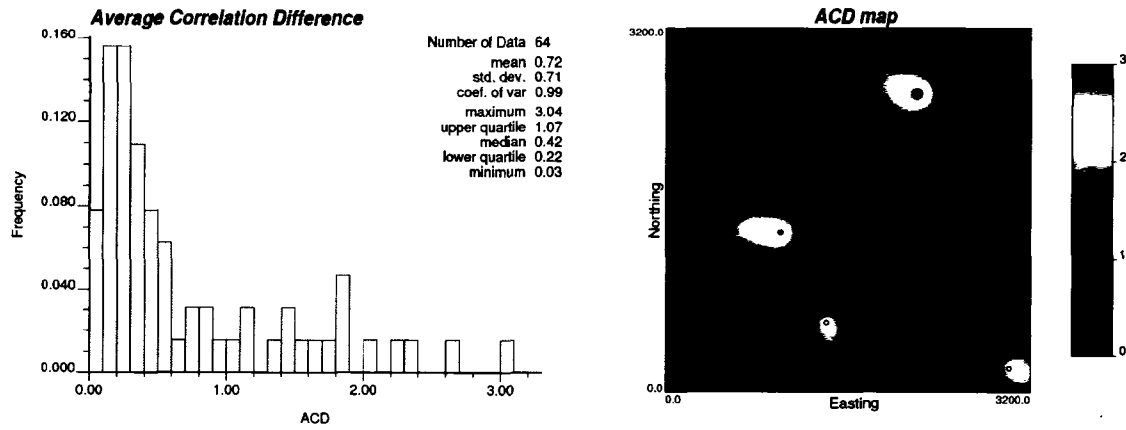 Average Correlation Difference
0.160
0.120
0.080
0.040
0.000
Frequency
0.00
1.00
2.00
3.00
ACD
Number of Data 64
mean 0.72
std. dev. 0.71
coef. of var 0.99
maximum 3.04
upper quartile 1.07
median 0.42
lower quartile 0.22
minimum 0.03
ACD map
3200.0
Northing
0.0
0.0
Easting
3200.0
3
2
1
0